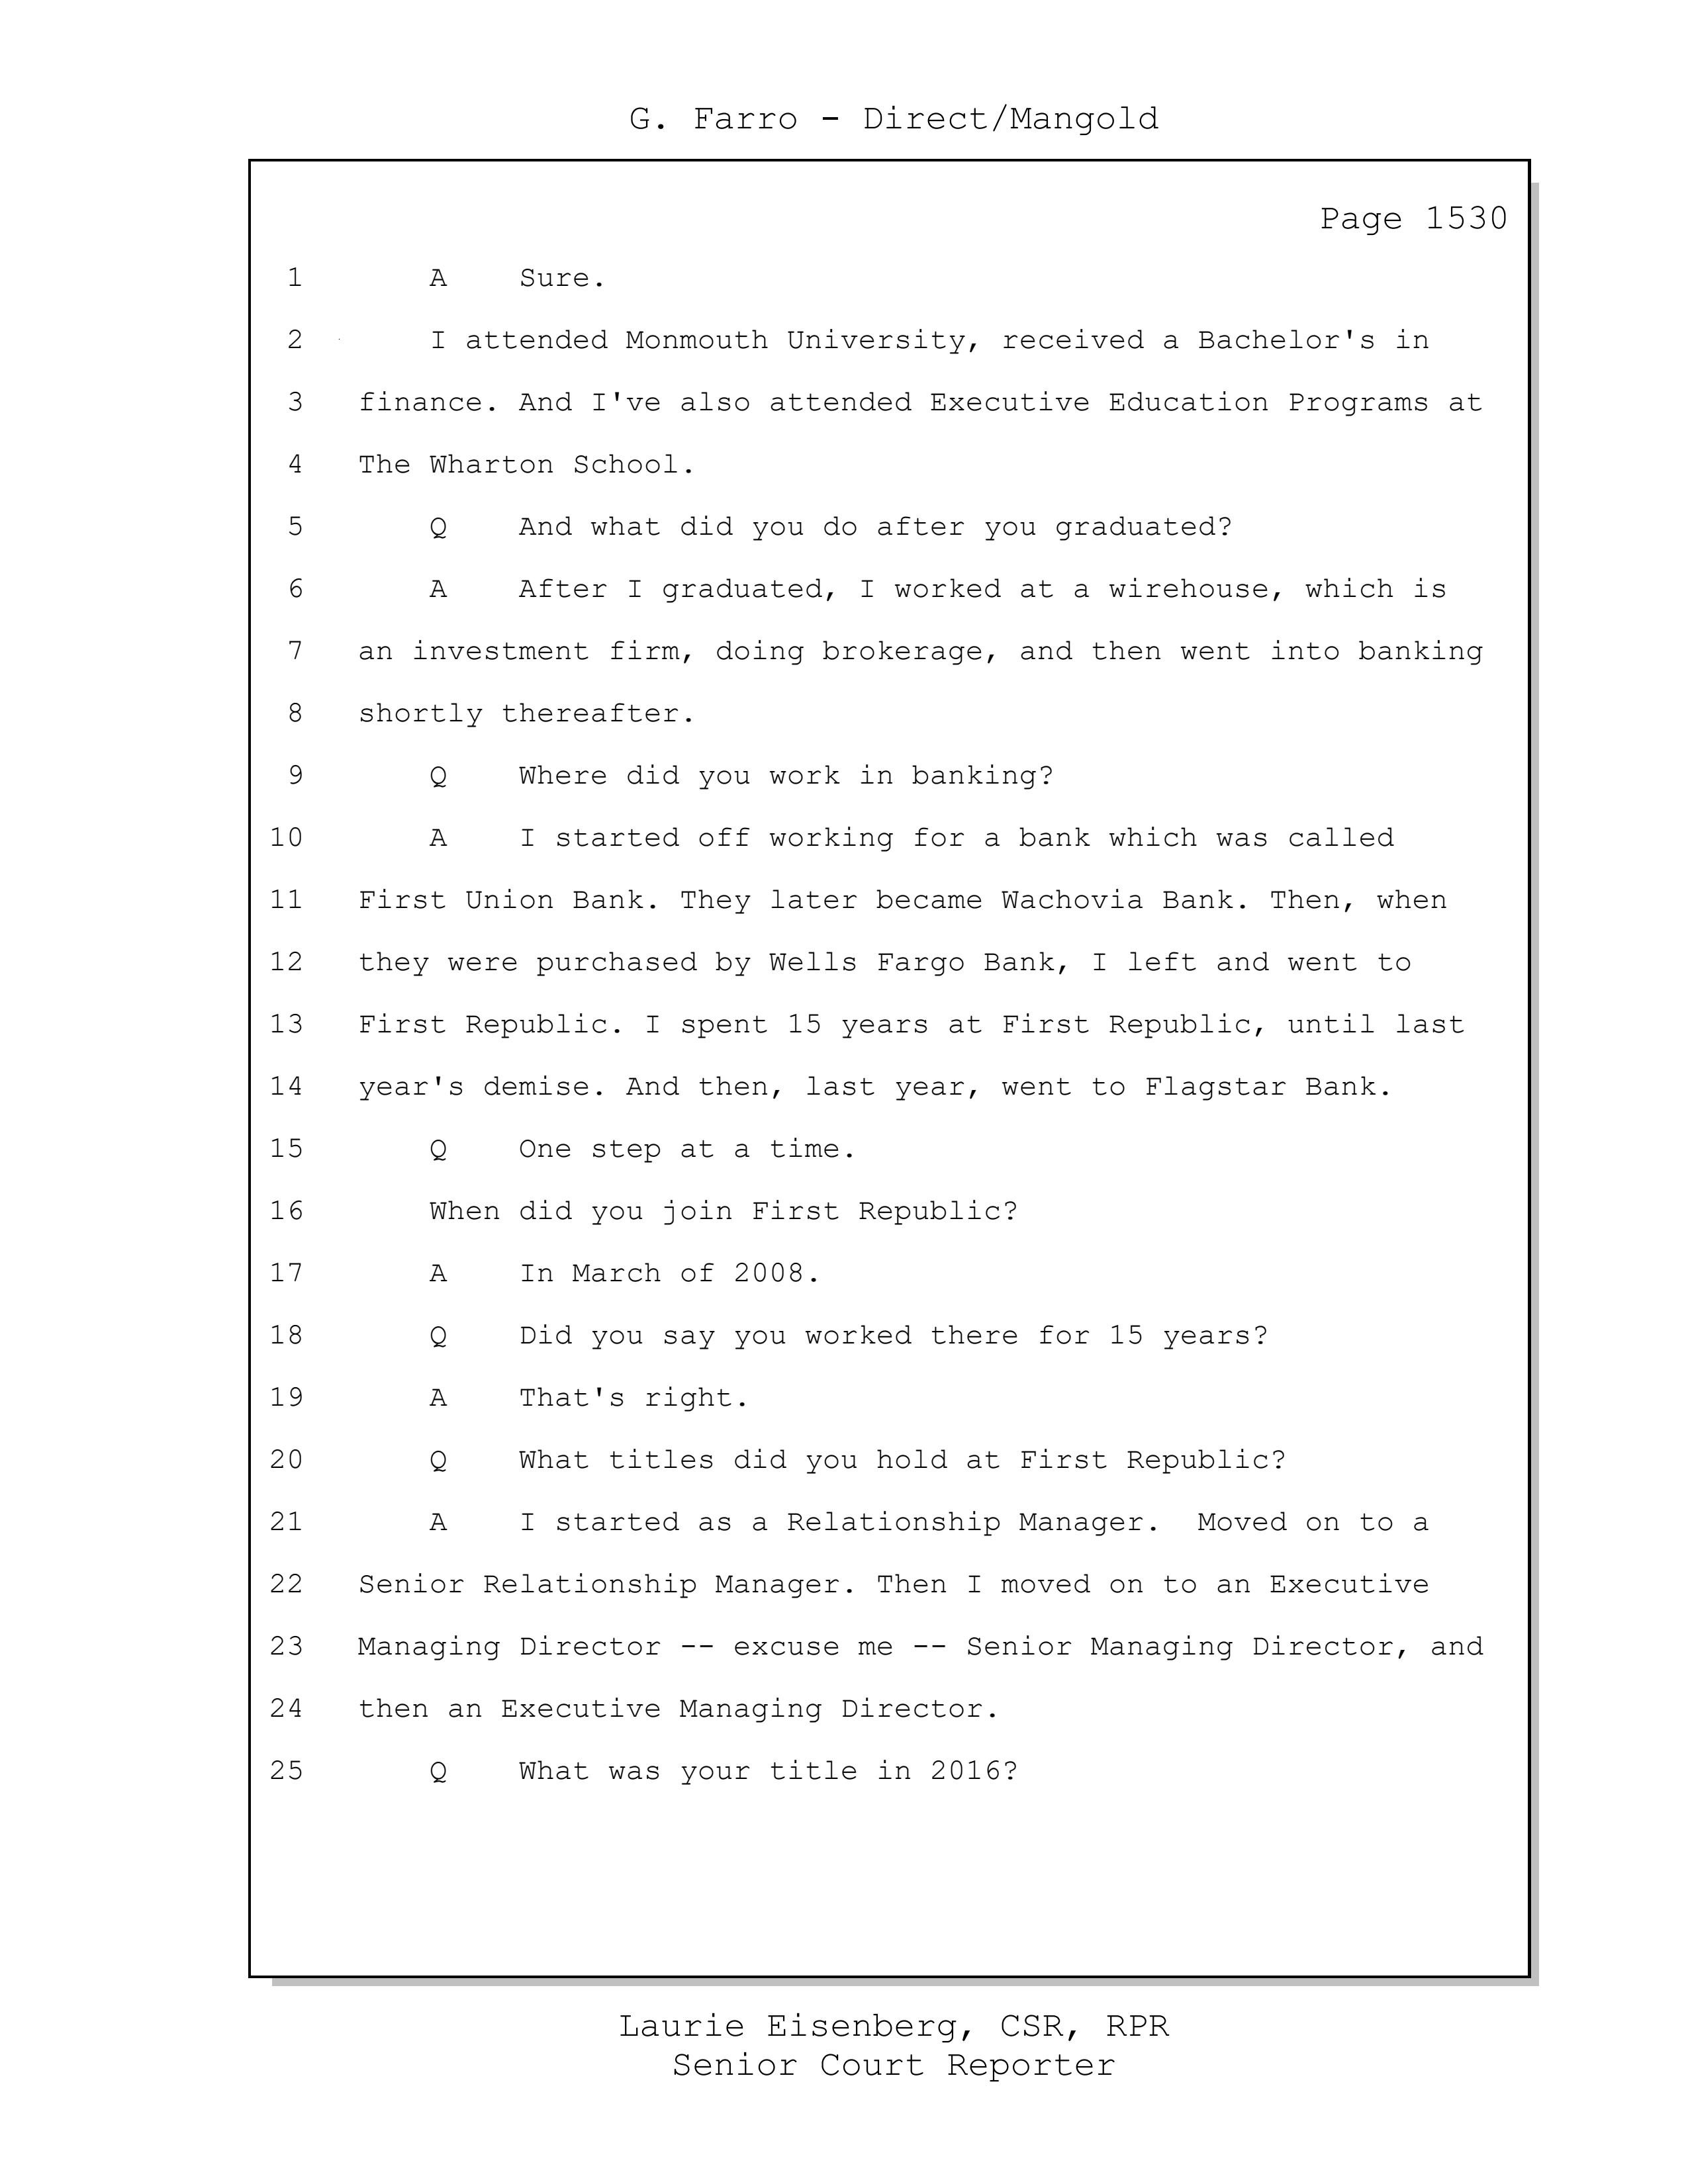 G. Farro - Direct/Mangold
Page 1530
1 A Sure.
2 I attended Monmouth University, received a Bachelor's in
3 finance. And I've also attended Executive Education Programs at
4 The Wharton School.
5 Q And what did you do after you graduated?
6 A After I graduated, I worked at a wirehouse, which is
7 an investment firm, doing brokerage, and then went into banking
8 shortly thereafter.
9 Q Where did you work in banking?
10 A I started off working for a bank which was called
11 First Union Bank. They later became Wachovia Bank. Then, when
12 they were purchased by Wells Fargo Bank, I left and went to
13 First Republic. I spent 15 years at First Republic, until last
14 year's demise. And then, last year, went to Flagstar Bank.
15 Q One step at a time.
16 When did you join First Republic?
17 A In March of 2008.
18 Q Did you say you worked there for 15 years?
19 A That's right.
20 Q What titles did you hold at First Republic?
21 A I started as a Relationship Manager.  Moved on to a
22 Senior Relationship Manager. Then I moved on to an Executive
23 Managing Director -- excuse me -- Senior Managing Director, and
24 then an Executive Managing Director.
25 Q What was your title in 2016?
Laurie Eisenberg, CSR, RPR
Senior Court Reporter